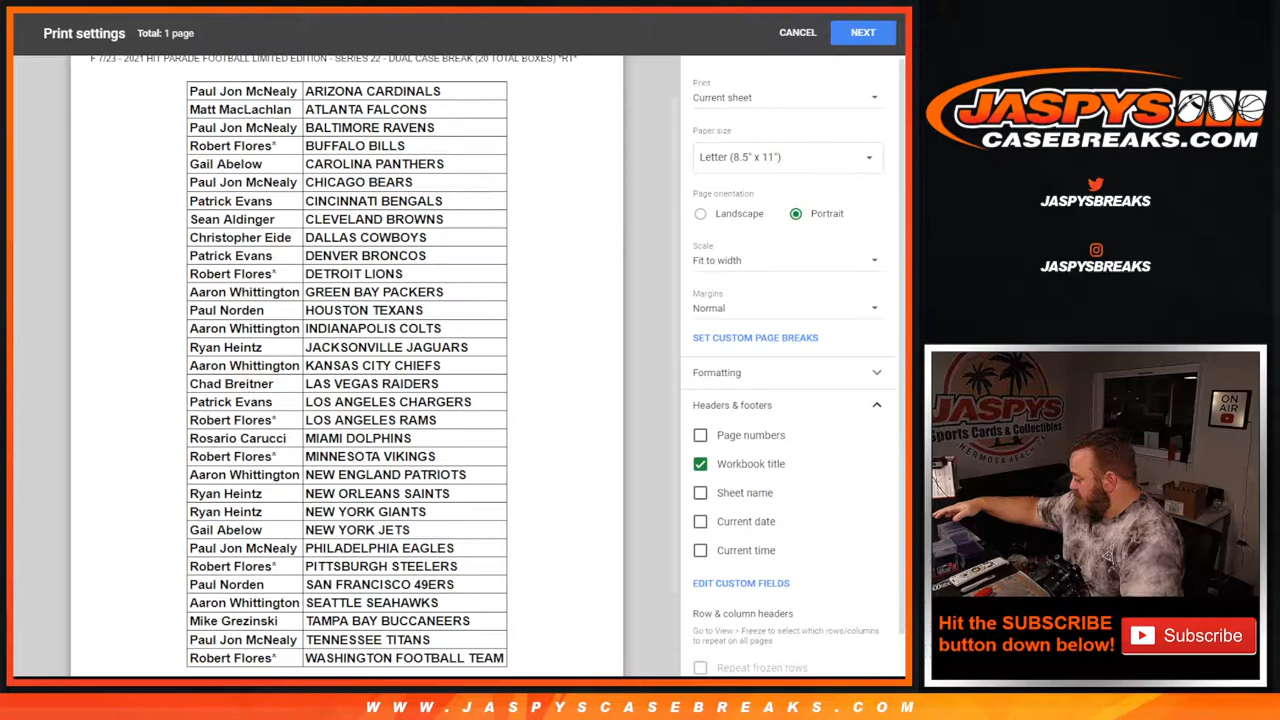 Print settings Total: 1 page CANCEL NEXT
F 7/23 - 2021 HIT PARADE FOOTBALL LIMITED EDITION - SERIES 22 - DUAL CASE BREAK (20 TOTAL BOXES) *RT*
Paul Jon McNealy ARIZONA CARDINALS
Matt MacLachlan ATLANTA FALCONS
Paul Jon McNealy BALTIMORE RAVENS
Robert Flores* BUFFALO BILLS
Gail Abelow CAROLINA PANTHERS
Paul Jon McNealy CHICAGO BEARS
Patrick Evans CINCINNATI BENGALS
Sean Aldinger CLEVELAND BROWNS
Christopher Eide DALLAS COWBOYS
Patrick Evans DENVER BRONCOS
Robert Flores* DETROIT LIONS
Aaron Whittington GREEN BAY PACKERS
Paul Norden HOUSTON TEXANS
Aaron Whittington INDIANAPOLIS COLTS
Ryan Heintz JACKSONVILLE JAGUARS
Aaron Whittington KANSAS CITY CHIEFS
Chad Breitner LAS VEGAS RAIDERS
Patrick Evans LOS ANGELES CHARGERS
Robert Flores* LOS ANGELES RAMS
Rosario Carucci MIAMI DOLPHINS
Robert Flores* MINNESOTA VIKINGS
Aaron Whittington NEW ENGLAND PATRIOTS
Ryan Heintz NEW ORLEANS SAINTS
Ryan Heintz NEW YORK GIANTS
Gail Abelow NEW YORK JETS
Paul Jon McNealy PHILADELPHIA EAGLES
Robert Flores* PITTSBURGH STEELERS
Paul Norden SAN FRANCISCO 49ERS
Aaron Whittington SEATTLE SEAHAWKS
Mike Grezinski TAMPA BAY BUCCANEERS
Paul Jon McNealy TENNESSEE TITANS
Robert Flores* WASHINGTON FOOTBALL TEAM
Print
Current sheet
Paper size
Letter (8.5" x 11")
Page orientation
Landscape Portrait
Scale
Fit to width
Margins
Normal
SET CUSTOM PAGE BREAKS
Formatting
Headers & footers
Page numbers
Workbook title
Sheet name
Current date
Current time
EDIT CUSTOM FIELDS
Row & column headers
Go to View > Freeze to select which rows/columns
to repeat on all pages
Repeat frozen rows
JASPYS
CASEBREAKS.COM
JASPYSBREAKS
JASPYSBREAKS
JASPYS
Sports Cards & Collectibles
HERMOSA BEACH
ON
AIR
Hit the SUBSCRIBE
button down below!
Subscribe
WWW.JASPYSCASEBREAKS.COM